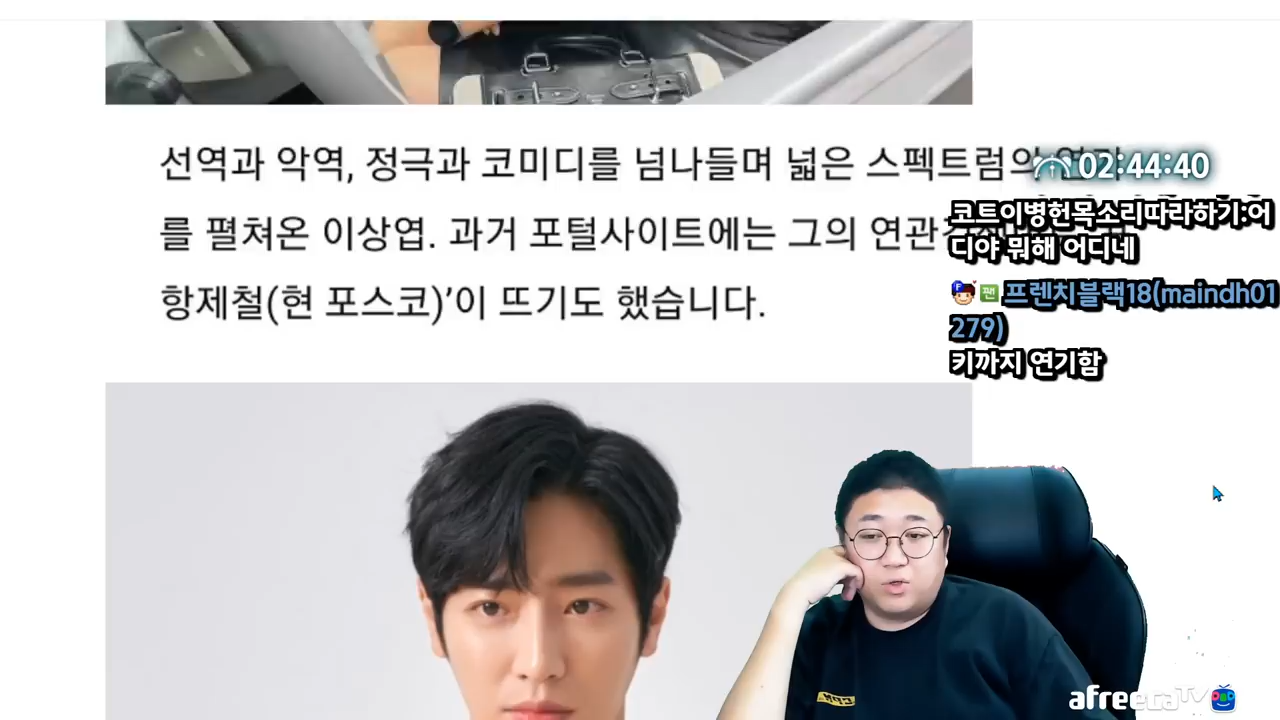 선역과 악역, 정극과 코미디를 넘나들며 넓은 스펙트럼의
02:44:40
코트이병헌목소리따라하기:어
를 펼쳐온 이상엽. 과거 포털사이트에는 그의
디야 뭐해 어디네
항제철(현 포스코)’이 뜨기도 했습니다.
프렌치블랙18(maindh01
279)
키까지 연기함
afreecaTV